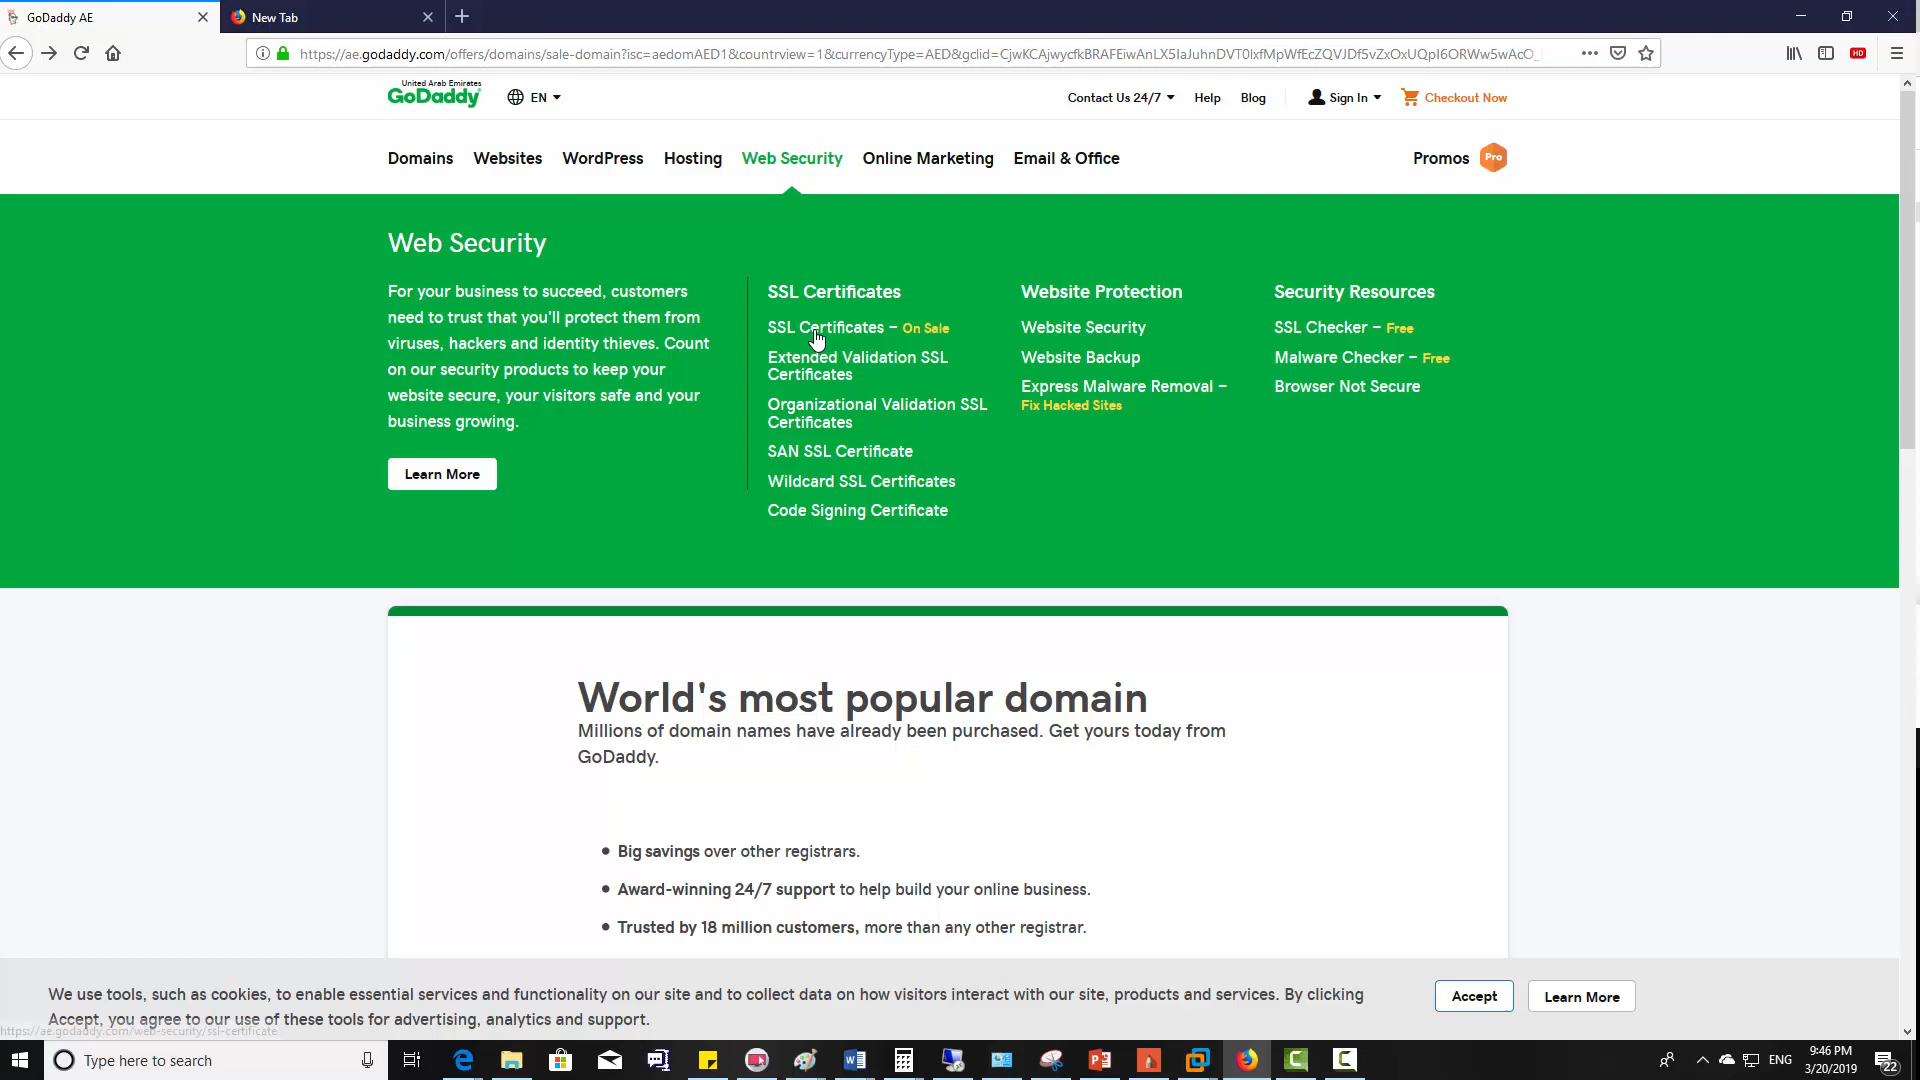 GoDaddy AE
New Tab
https://ae.godaddy.com/offers/domains/sale-domain?isc=aedomAED1&countrview=1&currencyType=AED&gclid=
HD
United Arab Emirates
GoDaddy
EN
Contact Us 24/7
Help
Blog
Sign In
Checkout Now
Domains
Websites
WordPress
Hosting
Web Security
Online Marketing
Email & Office
Promos
Pro
Web Security
For your business to succeed, customers
need to trust that you'll protect them from
viruses, hackers and identity thieves. Count
on our security products to keep your
website secure, your visitors safe and your
business growing.
Learn More
SSL Certificates
SSL Certificates – On Sale
Extended Validation SSL
Certificates
Organizational Validation SSL
Certificates
SAN SSL Certificate
Wildcard SSL Certificates
Code Signing Certificate
Website Protection
Website Security
Website Backup
Express Malware Removal –
Fix Hacked Sites
Security Resources
SSL Checker – Free
Malware Checker – Free
Browser Not Secure
World's most popular domain
Millions of domain names have already been purchased. Get yours today from
GoDaddy.
Big savings over other registrars.
Award-winning 24/7 support to help build your online business.
Trusted by 18 million customers, more than any other registrar.
We use tools, such as cookies, to enable essential services and functionality on our site and to collect data on how visitors interact with our site, products and services. By clicking
Accept, you agree to our use of these tools for advertising, analytics and support.
Accept
Learn More
https://ae.godaddy.com/web-security/ssl-certificate
Type here to search
ENG
9:46 PM
3/20/2019
22